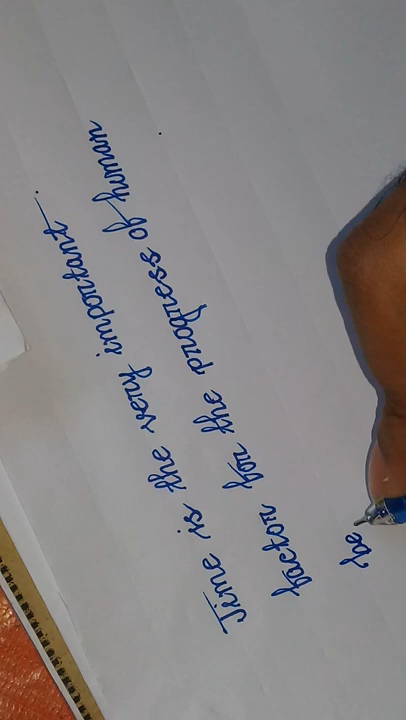 Time is the very important
factor for the progress of human
be